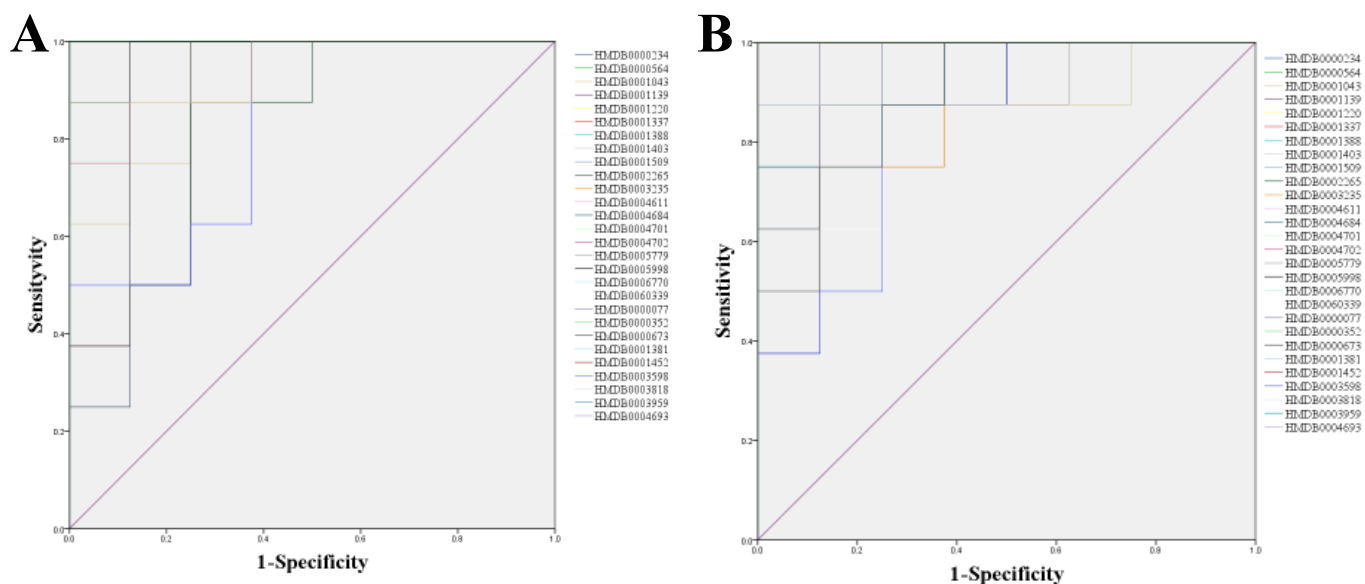 A
Sensityvity
1.0
0.8
0.6
0.4
0.2
0.0
0.0 0.2 0.4 0.6 0.8 1.0
1-Specificity
HMDB0000234
HMDB0000564
HMDB0001043
HMDB0001139
HMDB0001220
HMDB0001337
HMDB0001388
HMDB0001403
HMDB0001509
HMDB0002265
HMDB0003235
HMDB0004611
HMDB0004684
HMDB0004701
HMDB0004702
HMDB0005779
HMDB0005998
HMDB0006770
HMDB0060339
HMDB0000077
HMDB0000352
HMDB0000673
HMDB0001381
HMDB0001452
HMDB0003598
HMDB0003818
HMDB0003959
HMDB0004693
B
Sensitivity
1.0
0.8
0.6
0.4
0.2
0.0
0.0 0.2 0.4 0.6 0.8 1.0
1-Specificity
HMDB0000234
HMDB0000564
HMDB0001043
HMDB0001139
HMDB0001220
HMDB0001337
HMDB0001388
HMDB0001403
HMDB0001509
HMDB0002265
HMDB0003235
HMDB0004611
HMDB0004684
HMDB0004701
HMDB0004702
HMDB0005779
HMDB0005998
HMDB0006770
HMDB0060339
HMDB0000077
HMDB0000352
HMDB0000673
HMDB0001381
HMDB0001452
HMDB0003598
HMDB0003818
HMDB0003959
HMDB0004693